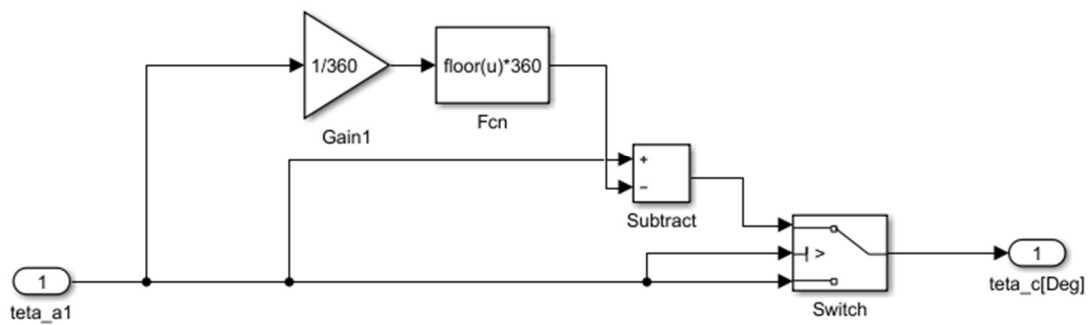 1/360
Gain1
floor(u)*360
Fcn
+
−
Subtract
>
Switch
1
teta_a1
1
teta_c[Deg]